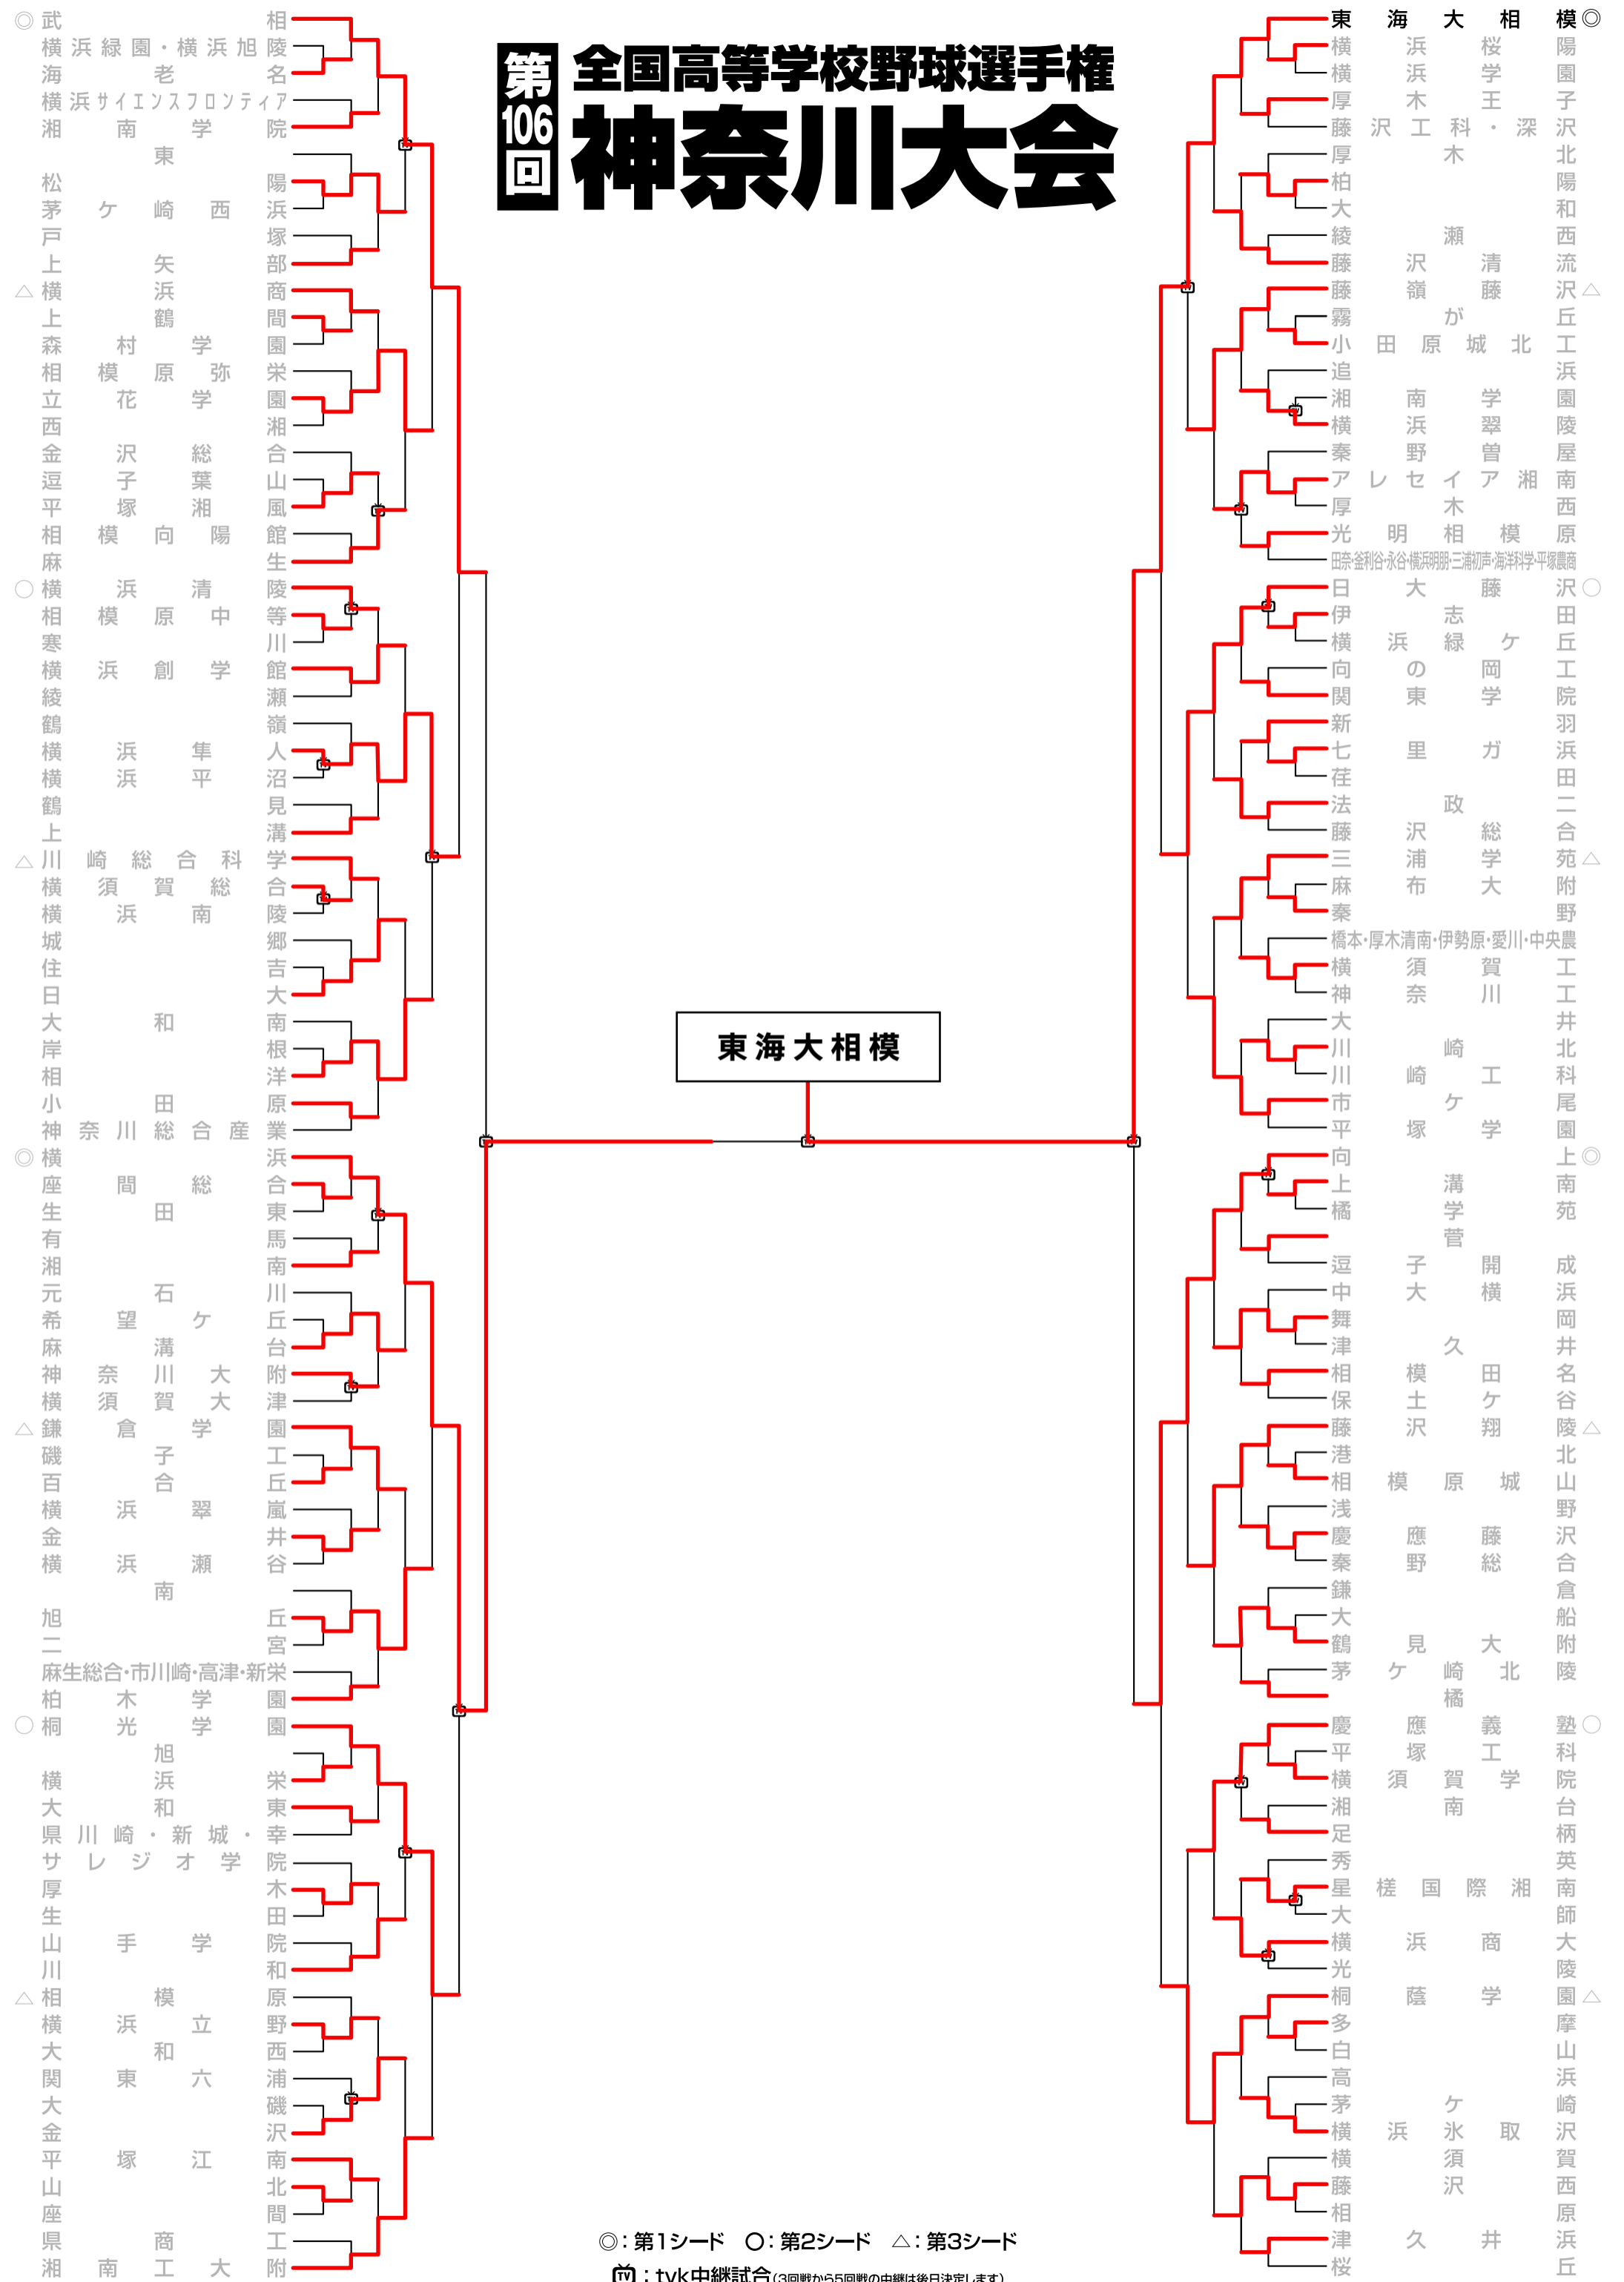 第106回
全国高等学校野球選手権
神奈川大会
◎武相
横浜緑園・横浜旭陵
海老名
横浜サイエンスフロンティア
湘南学院
東
松陽
茅ケ崎西浜
戸塚
上矢部
△横浜商
上鶴間
森村学園
相模原弥栄
立花学園
西湘
金沢総合
逗子葉山
平塚湘風
相模向陽館
麻生
○横浜清陵
相模原中等
寒川
横浜創学館
綾瀬
鶴嶺
横浜隼人
横浜平沼
鶴見
上溝
△川崎総合科学
横須賀総合
横浜南陵
城郷
住吉
日大
大和南
岸根
相洋
小田原
神奈川総合産業
◎横浜
座間総合
生田東
有馬
湘南
元石川
希望ケ丘
麻溝台
神奈川大附
横須賀大津
△鎌倉学園
磯子工
百合丘
横浜翠嵐
金井
横浜瀬谷
南
旭丘
二宮
麻生総合・市川崎・高津・新栄
柏木学園
○桐光学園
旭
横浜栄
大和東
県川崎・新城・幸
サレジオ学院
厚木
生田
山手学院
川和
△相模原
横浜立野
大和西
関東六浦
大磯
金沢
平塚江南
山北
座間
県商工
湘南工大附
東海大相模◎
横浜桜陽
横浜学園
厚木王子
藤沢工科・深沢
厚木北
柏陽
大和
綾瀬西
藤沢清流
藤嶺藤沢△
霧が丘
小田原城北工
追浜
湘南学園
横浜翠陵
秦野曽屋
アレセイア湘南
厚木西
光明相模原
田奈・釜利谷・永谷・横浜明朋・三浦初声・海洋科学・平塚農商
日大藤沢○
伊志田
横浜緑ケ丘
向の岡工
関東学院
新羽
七里ガ浜
荏田
法政二
藤沢総合
三浦学苑△
麻布大附
秦野
橋本・厚木清南・伊勢原・愛川・中央農
横須賀工
神奈川工
大井
川崎北
川崎工科
市ケ尾
平塚学園
向上◎
上溝南
橘学苑
菅
逗子開成
中大横浜
舞岡
津久井
相模田名
保土ケ谷
藤沢翔陵△
港北
相模原城山
浅野
慶應藤沢
秦野総合
鎌倉
大船
鶴見大附
茅ケ崎北陵
橘
慶應義塾○
平塚工科
横須賀学院
湘南台
足柄
秀英
星槎国際湘南
大師
横浜商大
光陵
桐蔭学園△
多摩
白山
高浜
茅ケ崎
横浜氷取沢
横須賀
藤沢西
相原
津久井浜
桜丘
東海大相模
◎：第1シード ○：第2シード △：第3シード
TV：tvk中継試合（3回戦から5回戦の中継は後日決定します）